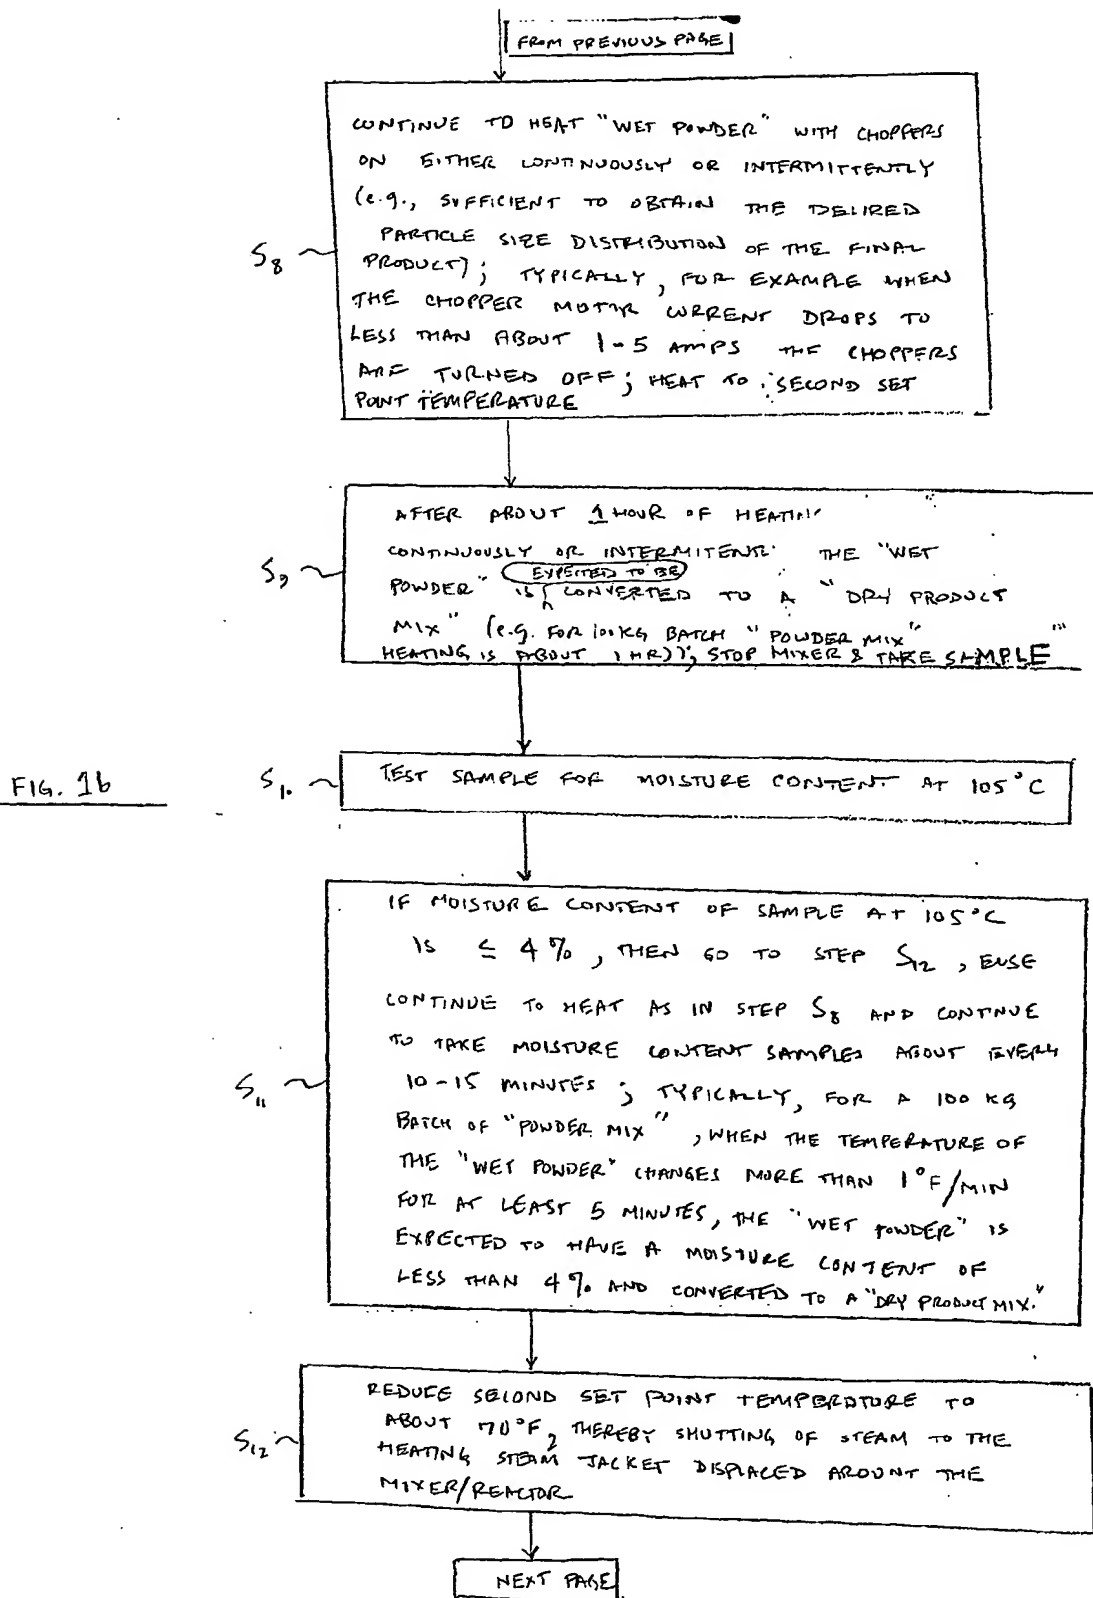 FROM PREVIOUS PAGE
CONTINUE TO HEAT "WET POWDER" WITH CHOPPERS
ON EITHER CONTINUOUSLY OR INTERMITTENTLY
(e.g., SUFFICIENT TO OBTAIN THE DESIRED
PARTICLE SIZE DISTRIBUTION OF THE FINAL
PRODUCT); TYPICALLY, FOR EXAMPLE WHEN
THE CHOPPER MOTOR CURRENT DROPS TO
LESS THAN ABOUT 1-5 AMPS THE CHOPPERS
ARE TURNED OFF; HEAT TO SECOND SET
POINT TEMPERATURE
S8
AFTER ABOUT 1 HOUR OF HEATIN
CONTINUOUSLY OR INTERMITENTL THE "WET
EXPECTED TO BE
POWDER" IS CONVERTED TO A "DRY PRODUCT
MIX" (e.g. FOR 100KG BATCH "POWDER MIX"
HEATING IS ABOUT 1 HR)); STOP MIXER & TAKE SAMPLE
S9
TEST SAMPLE FOR MOISTURE CONTENT AT 105°C
S10
FIG. 1b
IF MOISTURE CONTENT OF SAMPLE AT 105°C
IS ≤ 4%, THEN GO TO STEP S12, ELSE
CONTINUE TO HEAT AS IN STEP S8 AND CONTINUE
TO TAKE MOISTURE CONTENT SAMPLES ABOUT EVERY
10-15 MINUTES; TYPICALLY, FOR A 100 KG
BATCH OF "POWDER MIX", WHEN THE TEMPERATURE OF
THE "WET POWDER" CHANGES MORE THAN 1°F/MIN
FOR AT LEAST 5 MINUTES, THE "WET POWDER" IS
EXPECTED TO HAVE A MOISTURE CONTENT OF
LESS THAN 4% AND CONVERTED TO A "DRY PRODUCT MIX."
S11
REDUCE SECOND SET POINT TEMPERATURE TO
ABOUT 70°F, THEREBY SHUTTING OF STEAM TO THE
HEATING STEAM JACKET DISPLACED AROUNT THE
MIXER/REACTOR
S12
NEXT PAGE